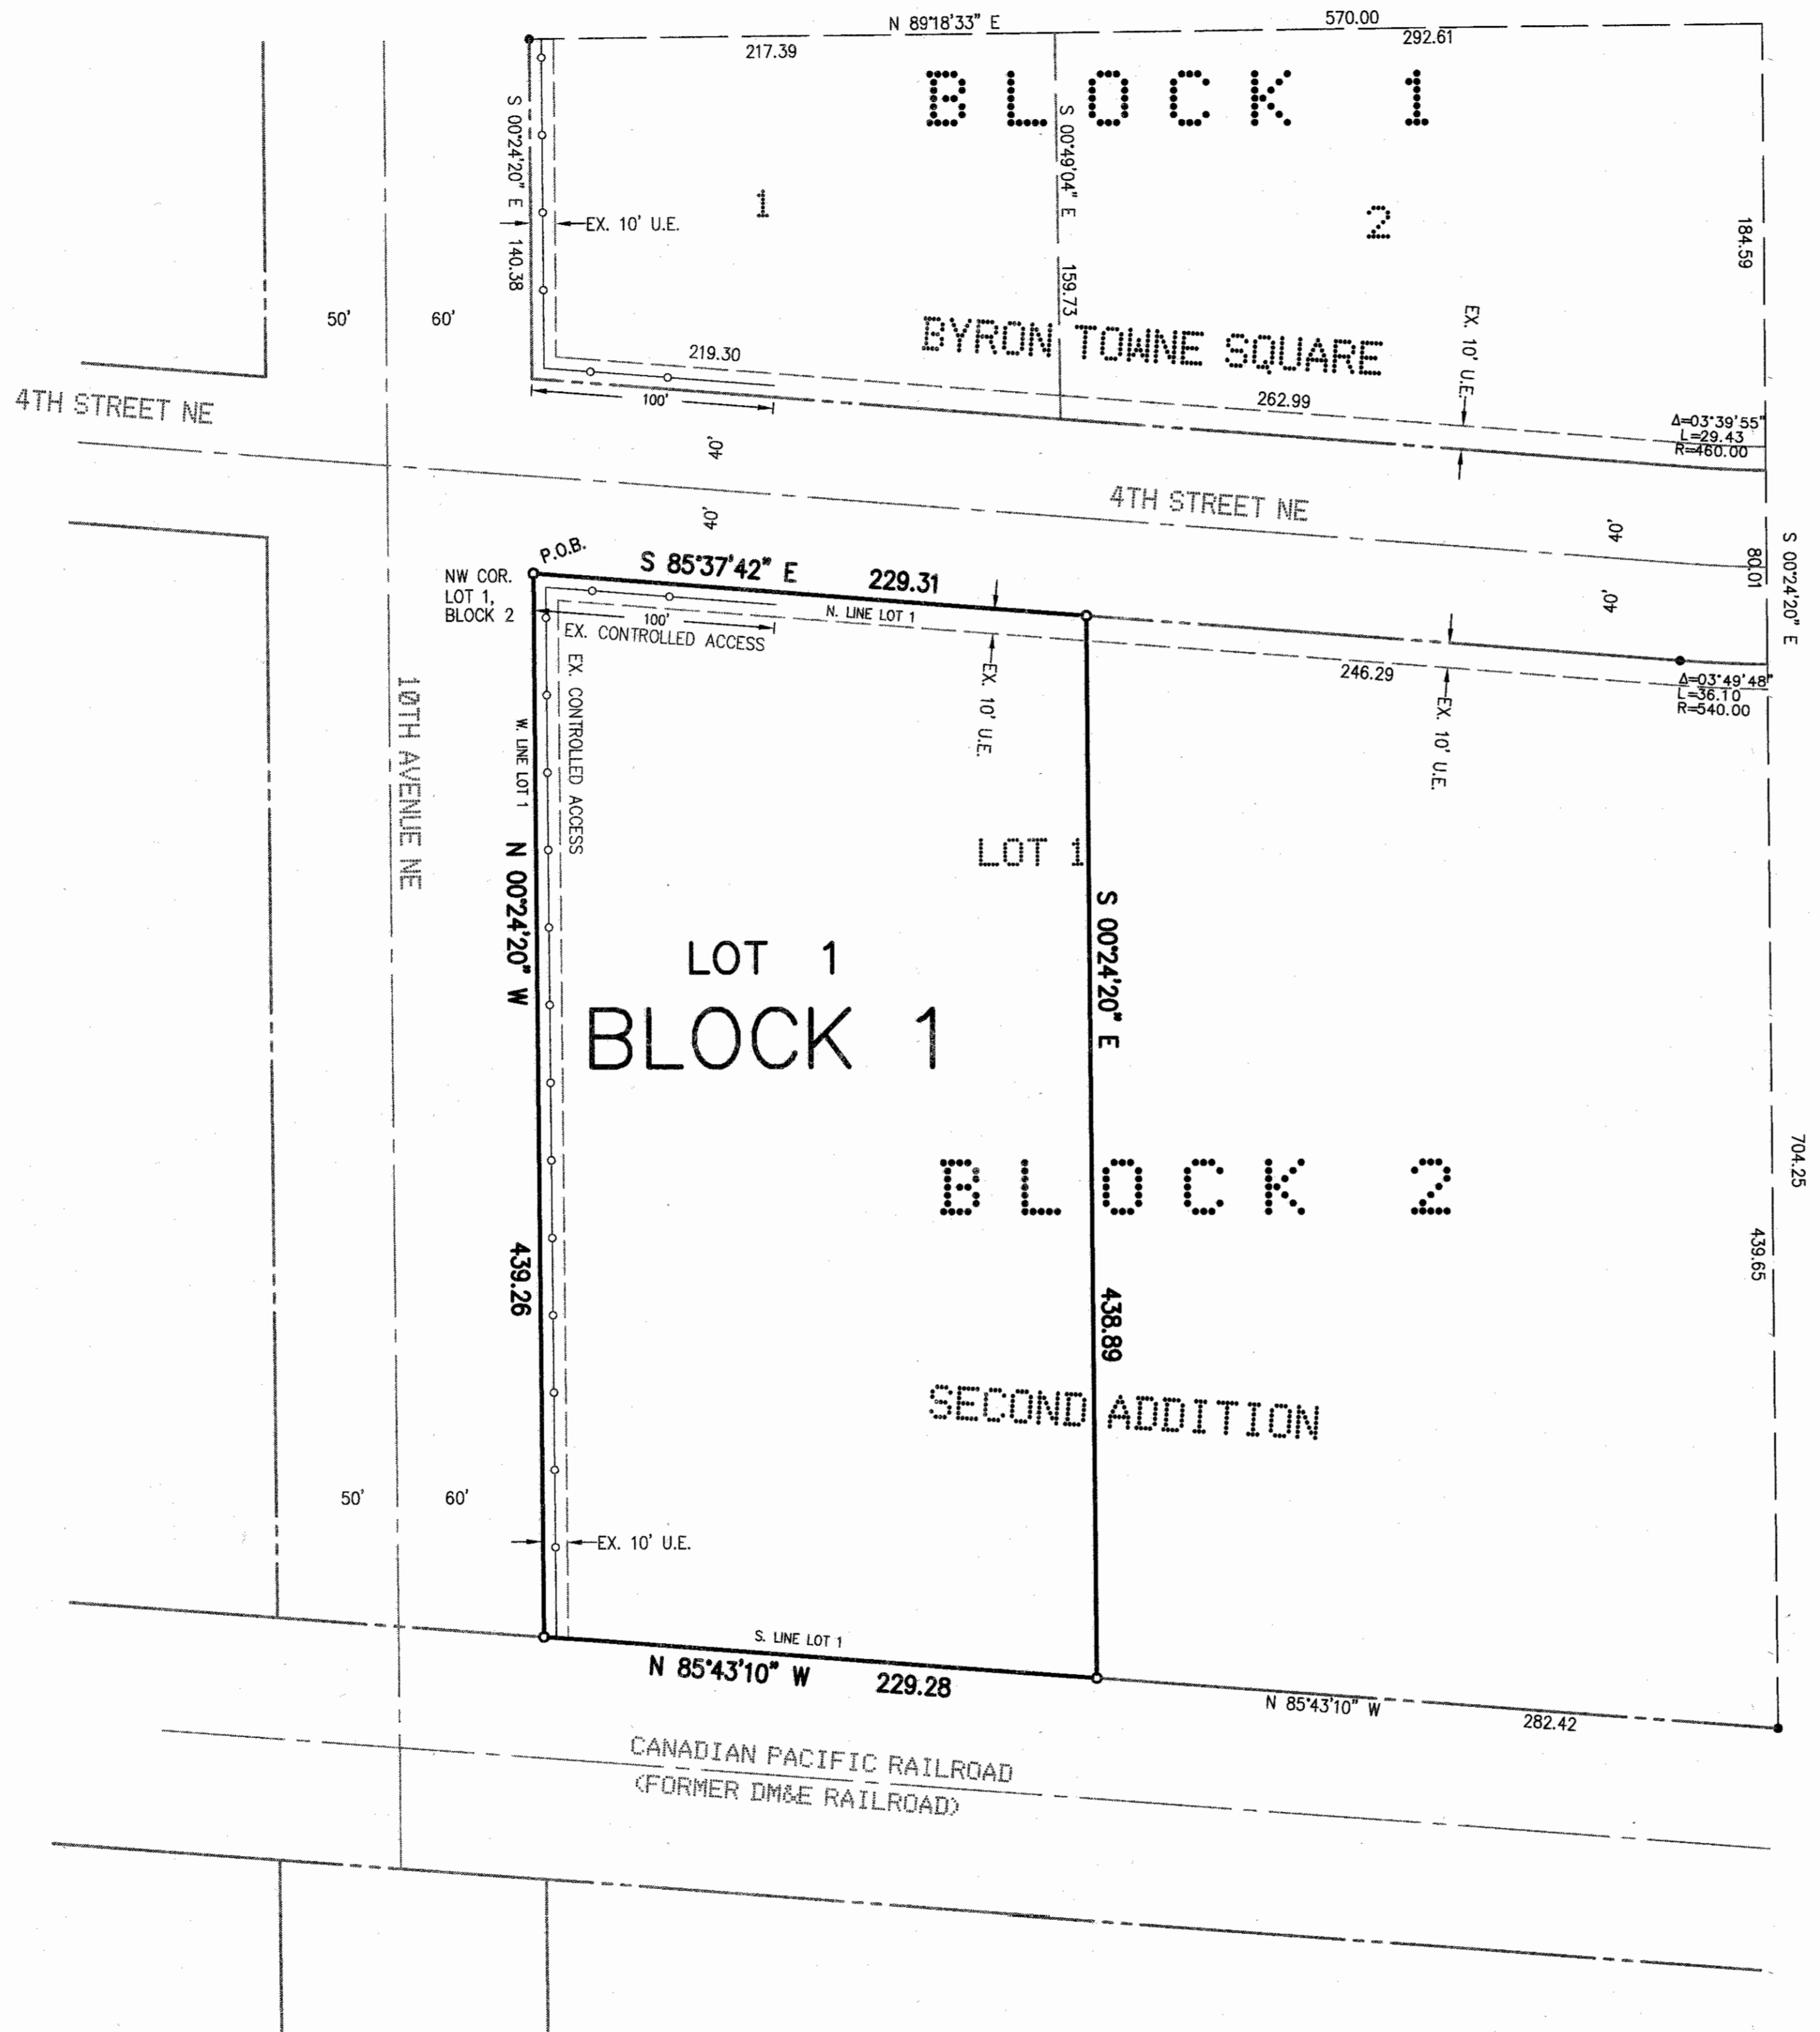 N 89°18'33" E
570.00
217.39
292.61
BLOCK 1
S 00°24'20" E
140.38
S 00°49'04" E
159.73
1
2
184.59
EX. 10' U.E.
50'
60'
BYRON TOWNE SQUARE
EX. 10' U.E.
219.30
100'
262.99
4TH STREET NE
Δ=03°39'55"
L=29.43
R=460.00
40'
4TH STREET NE
40'
40'
80.01
S 00°24'20" E
40'
P.O.B.
NW COR.
LOT 1,
BLOCK 2
S 85°37'42" E
229.31
N. LINE LOT 1
100'
EX. CONTROLLED ACCESS
EX. CONTROLLED ACCESS
EX. 10' U.E.
246.29
EX. 10' U.E.
Δ=03°49'48"
L=36.10
R=540.00
10TH AVENUE NE
W. LINE LOT 1
N 00°24'20" W
439.26
LOT 1
LOT 1
BLOCK 1
S 00°24'20" E
438.89
BLOCK 2
704.25
439.65
SECOND ADDITION
50'
60'
EX. 10' U.E.
S. LINE LOT 1
N 85°43'10" W
229.28
N 85°43'10" W
282.42
CANADIAN PACIFIC RAILROAD
(FORMER DM&E RAILROAD)